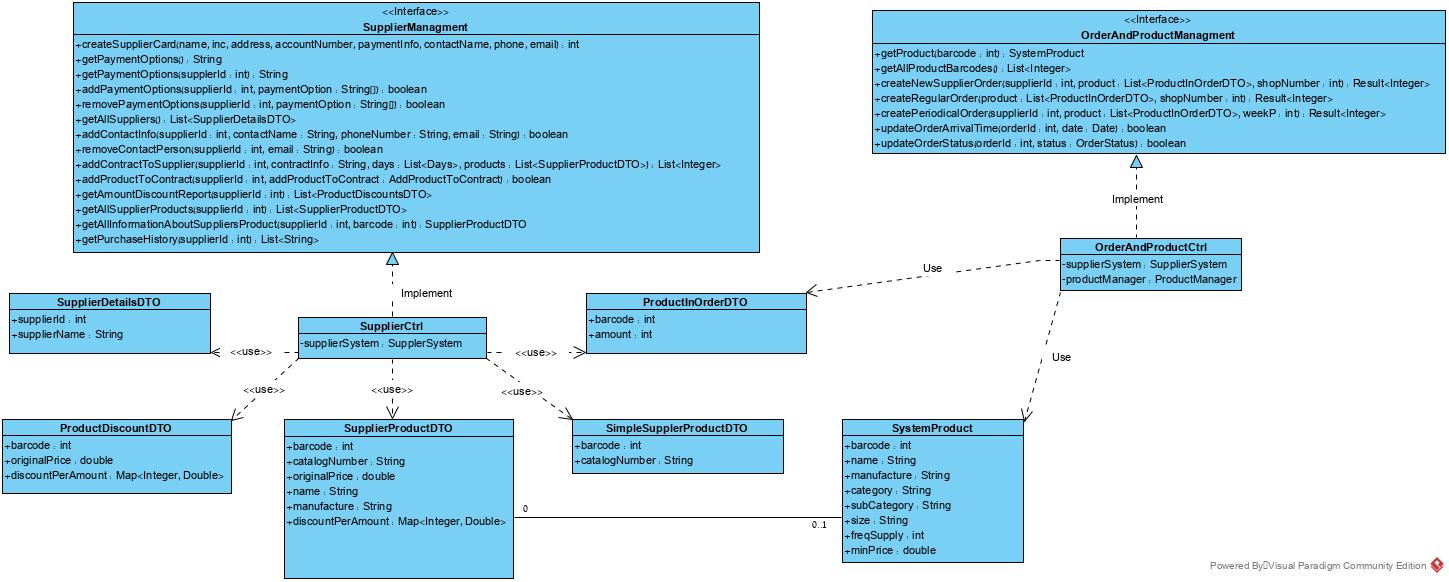 <<Interface>>
SupplierManagment
+createSupplierCard(name, inc, address, accountNumber, paymentInfo, contactName, phone, email) : int
+getPaymentOptions() : String
+getPaymentOptions(supplerId : int) : String
+addPaymentOptions(supplierId : int, paymentOption : String[]) : boolean
+removePaymentOptions(supplierId : int, paymentOption : String[]) : boolean
+getAllSuppliers() : List<SupplierDetailsDTO>
+addContactInfo(supplierId : int, contactName : String, phoneNumber : String, email : String) : boolean
+removeContactPerson(supplierId : int, email : String) : boolean
+addContractToSupplier(supplierId : int, contractInfo : String, days : List<Days>, products : List<SupplierProductDTO>) : List<Integer>
+addProductToContract(supplierId : int, addProductToContract : AddProductToContract) : boolean
+getAmountDiscountReport(supplierId : int) : List<ProductDiscountsDTO>
+getAllSupplierProducts(supplierId : int) : List<SupplierProductDTO>
+getAllInformationAboutSuppliersProduct(supplierId : int, barcode : int) : SupplierProductDTO
+getPurchaseHistory(supplierId : int) : List<String>
<<Interface>>
OrderAndProductManagment
+getProduct(barcode : int) : SystemProduct
+getAllProductBarcodes() : List<Integer>
+createNewSupplierOrder(supplierId : int, product : List<ProductInOrderDTO>, shopNumber : int) : Result<Integer>
+createRegularOrder(product : List<ProductInOrderDTO>, shopNumber : int) : Result<Integer>
+createPeriodicalOrder(supplierId : int, product : List<ProductInOrderDTO>, weekP : int) : Result<Integer>
+updateOrderArrivalTime(orderId : int, date : Date) : boolean
+updateOrderStatus(orderId : int, status : OrderStatus) : boolean
Implement
Implement
OrderAndProductCtrl
-supplierSystem : SupplierSystem
-productManager : ProductManager
Use
Use
SupplierDetailsDTO
+supplierId : int
+supplierName : String
SupplierCtrl
-supplierSystem : SupplerSystem
ProductInOrderDTO
+barcode : int
+amount : int
<<use>>
<<use>>
<<use>>
<<use>>
<<use>>
ProductDiscountDTO
+barcode : int
+originalPrice : double
+discountPerAmount : Map<Integer, Double>
SupplierProductDTO
+barcode : int
+catalogNumber : String
+originalPrice : double
+name : String
+manufacture : String
+discountPerAmount : Map<Integer, Double>
SimpleSupplerProductDTO
+barcode : int
+catalogNumber : String
SystemProduct
+barcode : int
+name : String
+manufacture : String
+category : String
+subCategory : String
+size : String
+freqSupply : int
+minPrice : double
0
0..1
Powered By Visual Paradigm Community Edition